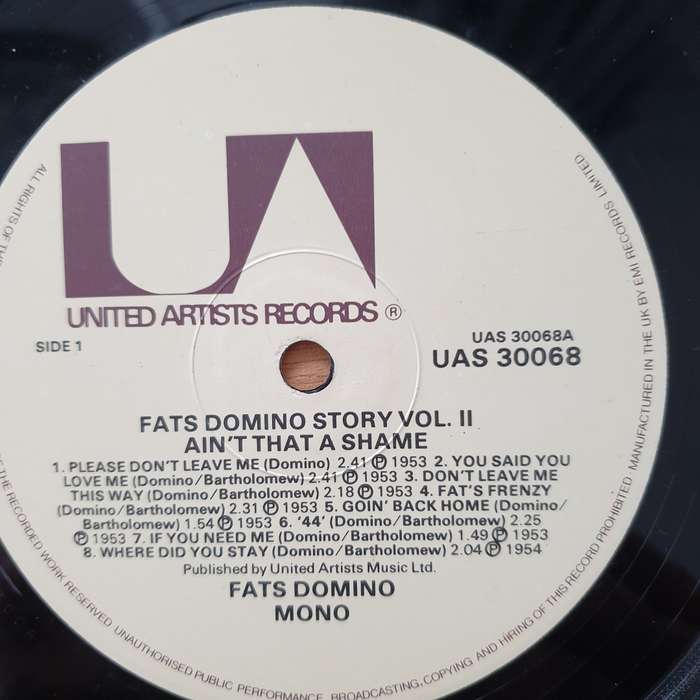 UA
UNITED ARTISTS RECORDS ®
SIDE 1
UAS 30068A
UAS 30068
FATS DOMINO STORY VOL. II
AIN'T THAT A SHAME
1. PLEASE DON'T LEAVE ME (Domino) 2.41 ℗ 1953 2. YOU SAID YOU
LOVE ME (Domino/Bartholomew) 2.41 ℗ 1953 3. DON'T LEAVE ME
THIS WAY (Domino/Bartholomew) 2.18 ℗ 1953 4. FAT'S FRENZY
(Domino/Bartholomew) 2.31 ℗ 1953 5. GOIN' BACK HOME (Domino/
Bartholomew) 1.54 ℗ 1953 6. '44' (Domino/Bartholomew) 2.25
℗ 1953 7. IF YOU NEED ME (Domino/Bartholomew) 1.49 ℗ 1953
8. WHERE DID YOU STAY (Domino/Bartholomew) 2.04 ℗ 1954
Published by United Artists Music Ltd.
FATS DOMINO
MONO
MANUFACTURED IN THE UK BY EMI RECORDS LIMITED
ALL RIGHTS OF THE
OF THE RECORDED WORK RESERVED UNAUTHORISED PUBLIC PERFORMANCE, BROADCASTING, COPYING AND HIRING OF THIS RECORD PROHIBITED.